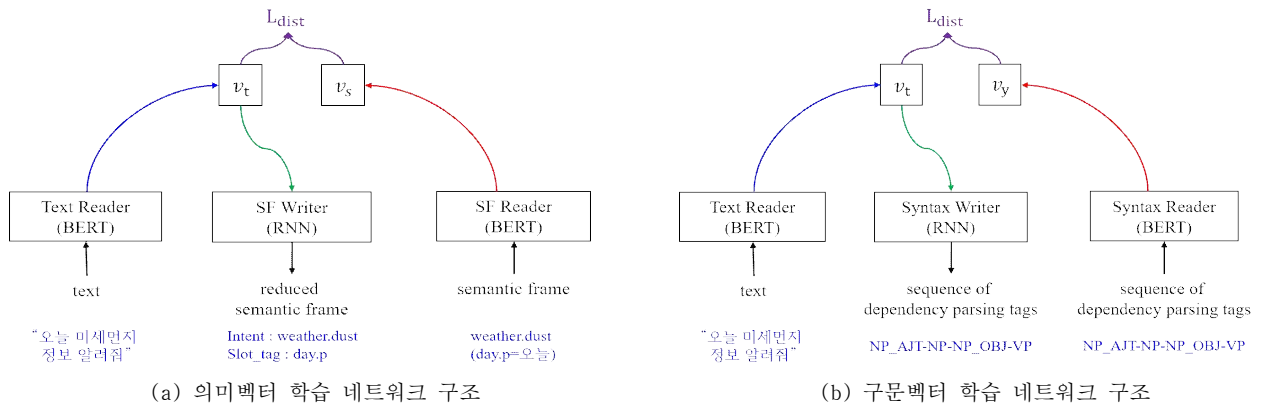 L_dist
v_t
v_s
Text Reader
(BERT)
SF Writer
(RNN)
SF Reader
(BERT)
text
reduced
semantic frame
semantic frame
“오늘 미세먼지
정보 알려줘”
Intent : weather.dust
Slot_tag : day.p
weather.dust
(day.p=오늘)
(a) 의미벡터 학습 네트워크 구조
L_dist
v_t
v_y
Text Reader
(BERT)
Syntax Writer
(RNN)
Syntax Reader
(BERT)
text
sequence of
dependency parsing tags
sequence of
dependency parsing tags
“오늘 미세먼지
정보 알려줘”
NP_AJT-NP-NP_OBJ-VP
NP_AJT-NP-NP_OBJ-VP
(b) 구문벡터 학습 네트워크 구조